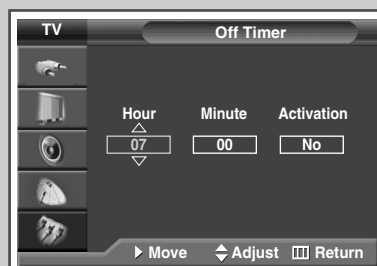 TV Off Timer
Hour Minute Activation
07 00 No
Move Adjust Return